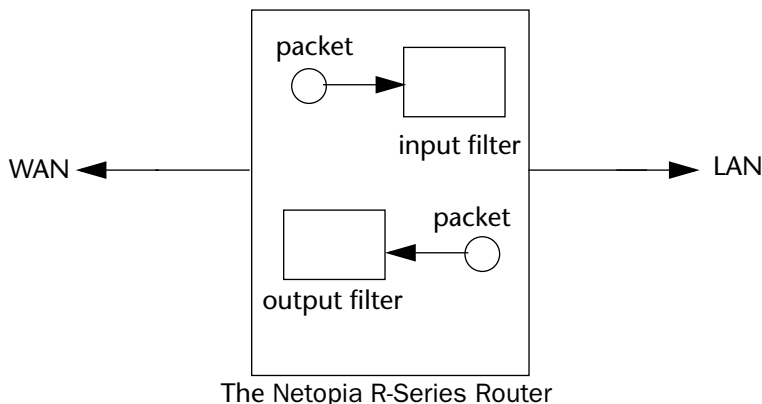 packet
input filter
WAN
LAN
packet
output filter
The Netopia R-Series Router